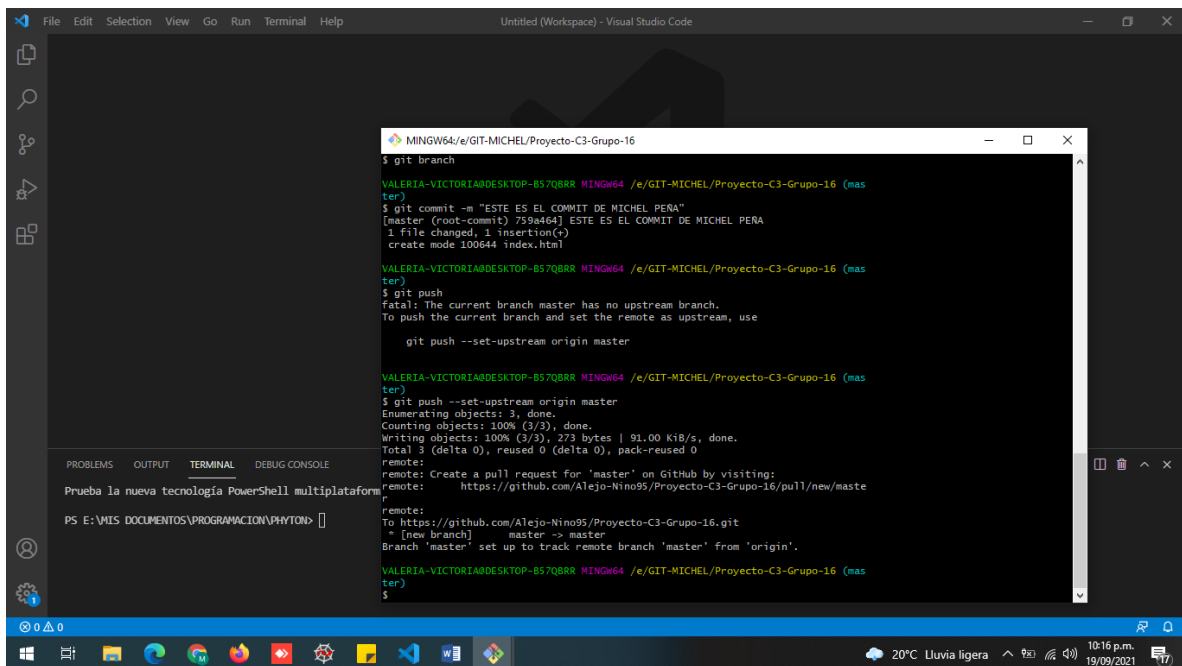 File Edit Selection View Go Run Terminal Help
Untitled (Workspace) - Visual Studio Code
MINGW64:/e/GIT-MICHEL/Proyecto-C3-Grupo-16
$ git branch
VALERIA-VICTORIA@DESKTOP-B57QBRR MINGW64 /e/GIT-MICHEL/Proyecto-C3-Grupo-16 (mas
ter)
$ git commit -m "ESTE ES EL COMMIT DE MICHEL PEÑA"
[master (root-commit) 759a464] ESTE ES EL COMMIT DE MICHEL PEÑA
1 file changed, 1 insertion(+)
create mode 100644 index.html
VALERIA-VICTORIA@DESKTOP-B57QBRR MINGW64 /e/GIT-MICHEL/Proyecto-C3-Grupo-16 (mas
ter)
$ git push
fatal: The current branch master has no upstream branch.
To push the current branch and set the remote as upstream, use
git push --set-upstream origin master
VALERIA-VICTORIA@DESKTOP-B57QBRR MINGW64 /e/GIT-MICHEL/Proyecto-C3-Grupo-16 (mas
ter)
$ git push --set-upstream origin master
Enumerating objects: 3, done.
Counting objects: 100% (3/3), done.
Writing objects: 100% (3/3), 273 bytes | 91.00 KiB/s, done.
Total 3 (delta 0), reused 0 (delta 0), pack-reused 0
remote:
remote: Create a pull request for 'master' on GitHub by visiting:
remote: https://github.com/Alejo-Nino95/Proyecto-C3-Grupo-16/pull/new/maste
r
remote:
To https://github.com/Alejo-Nino95/Proyecto-C3-Grupo-16.git
* [new branch] master -> master
Branch 'master' set up to track remote branch 'master' from 'origin'.
VALERIA-VICTORIA@DESKTOP-B57QBRR MINGW64 /e/GIT-MICHEL/Proyecto-C3-Grupo-16 (mas
ter)
$
PROBLEMS OUTPUT TERMINAL DEBUG CONSOLE
Prueba la nueva tecnología PowerShell multiplataform
PS E:\MIS DOCUMENTOS\PROGRAMACION\PHYTON>
1
0 0
20°C Lluvia ligera
10:16 p.m.
19/09/2021
17